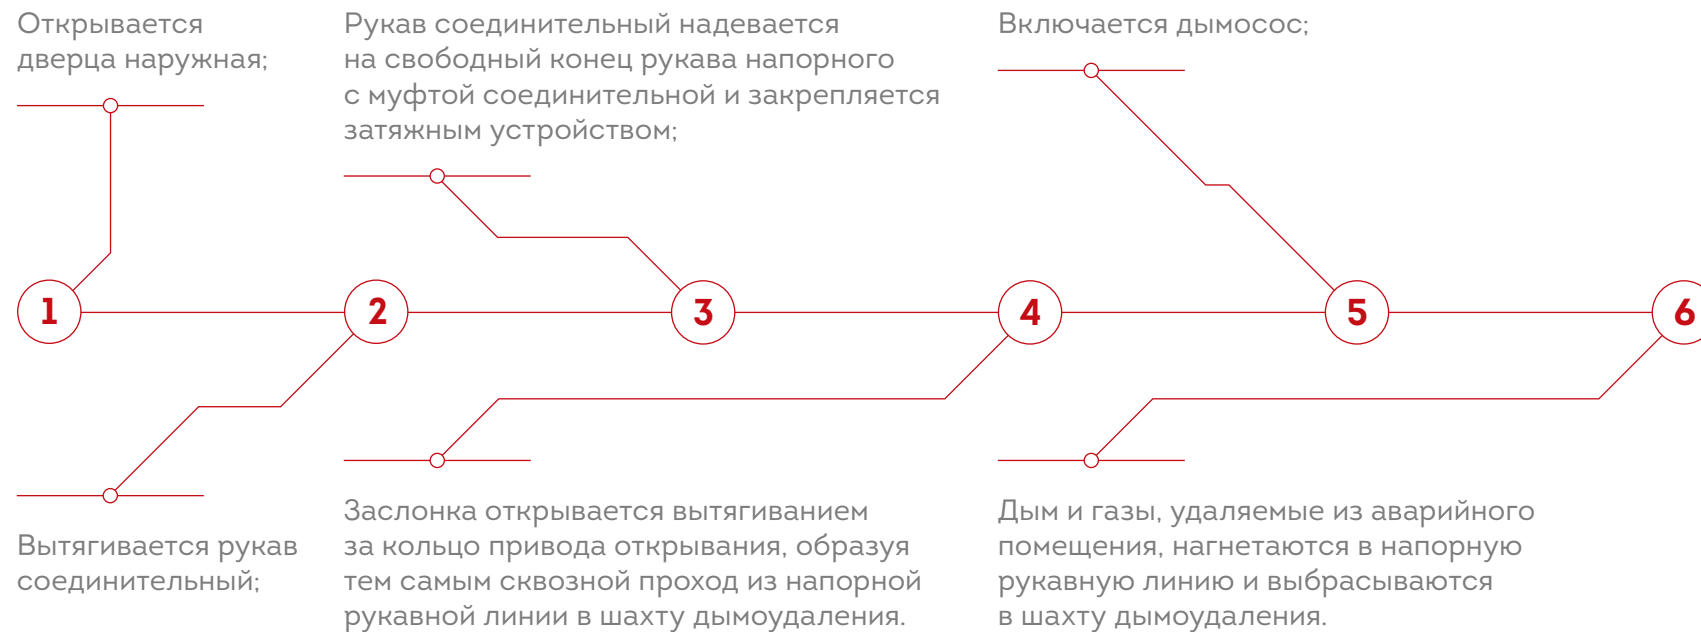 Открывается
дверца наружная;
Рукав соединительный надевается
на свободный конец рукава напорного
с муфтой соединительной и закрепляется
затяжным устройством;
Включается дымосос;
1
2
3
4
5
6
Вытягивается рукав
соединительный;
Заслонка открывается вытягиванием
за кольцо привода открывания, образуя
тем самым сквозной проход из напорной
рукавной линии в шахту дымоудаления.
Дым и газы, удаляемые из аварийного
помещения, нагнетаются в напорную
рукавную линию и выбрасываются
в шахту дымоудаления.